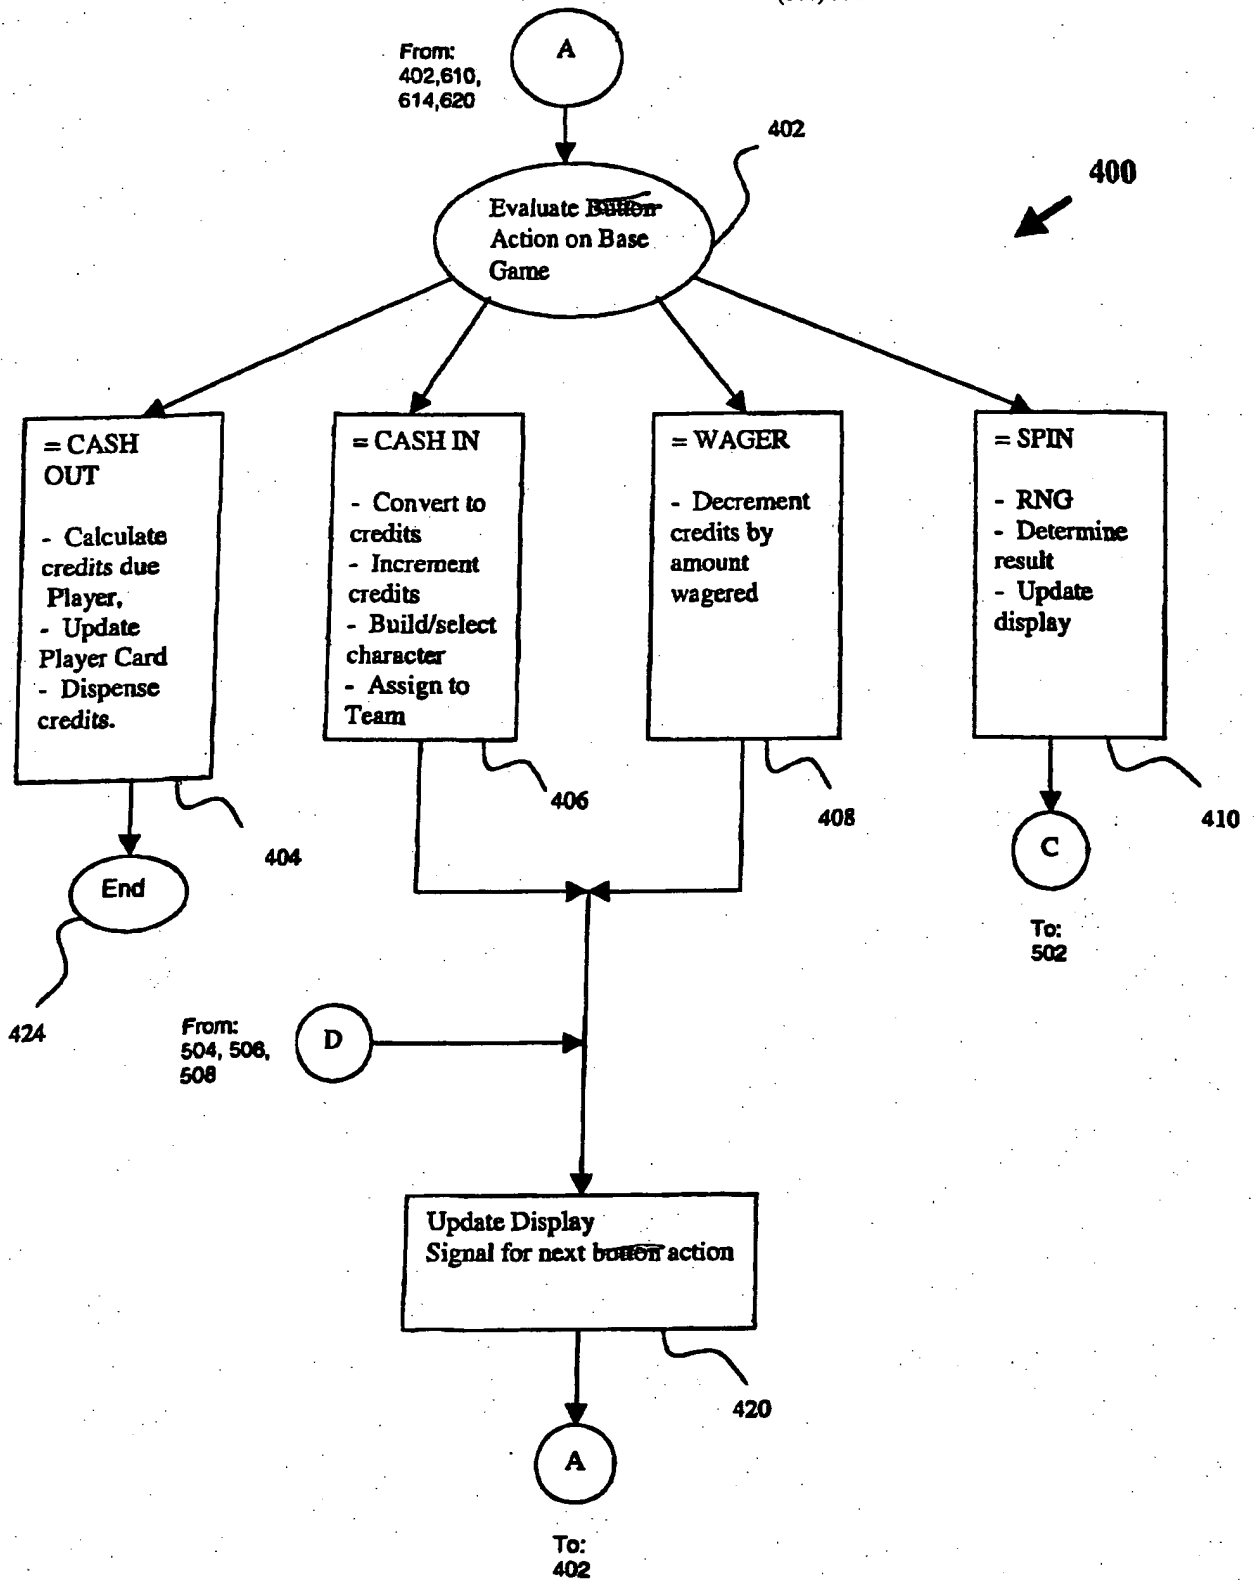 A
From:
402,610,
614,620
402
400
Evaluate Button
Action on Base
Game
= CASH
OUT
- Calculate
credits due
Player,
- Update
Player Card
- Dispense
credits.
= CASH IN
- Convert to
credits
- Increment
credits
- Build/select
character
- Assign to
Team
= WAGER
- Decrement
credits by
amount
wagered
= SPIN
- RNG
- Determine
result
- Update
display
404
406
408
410
End
C
To:
502
424
From:
504, 506,
508
D
Update Display
Signal for next button action
420
A
To:
402